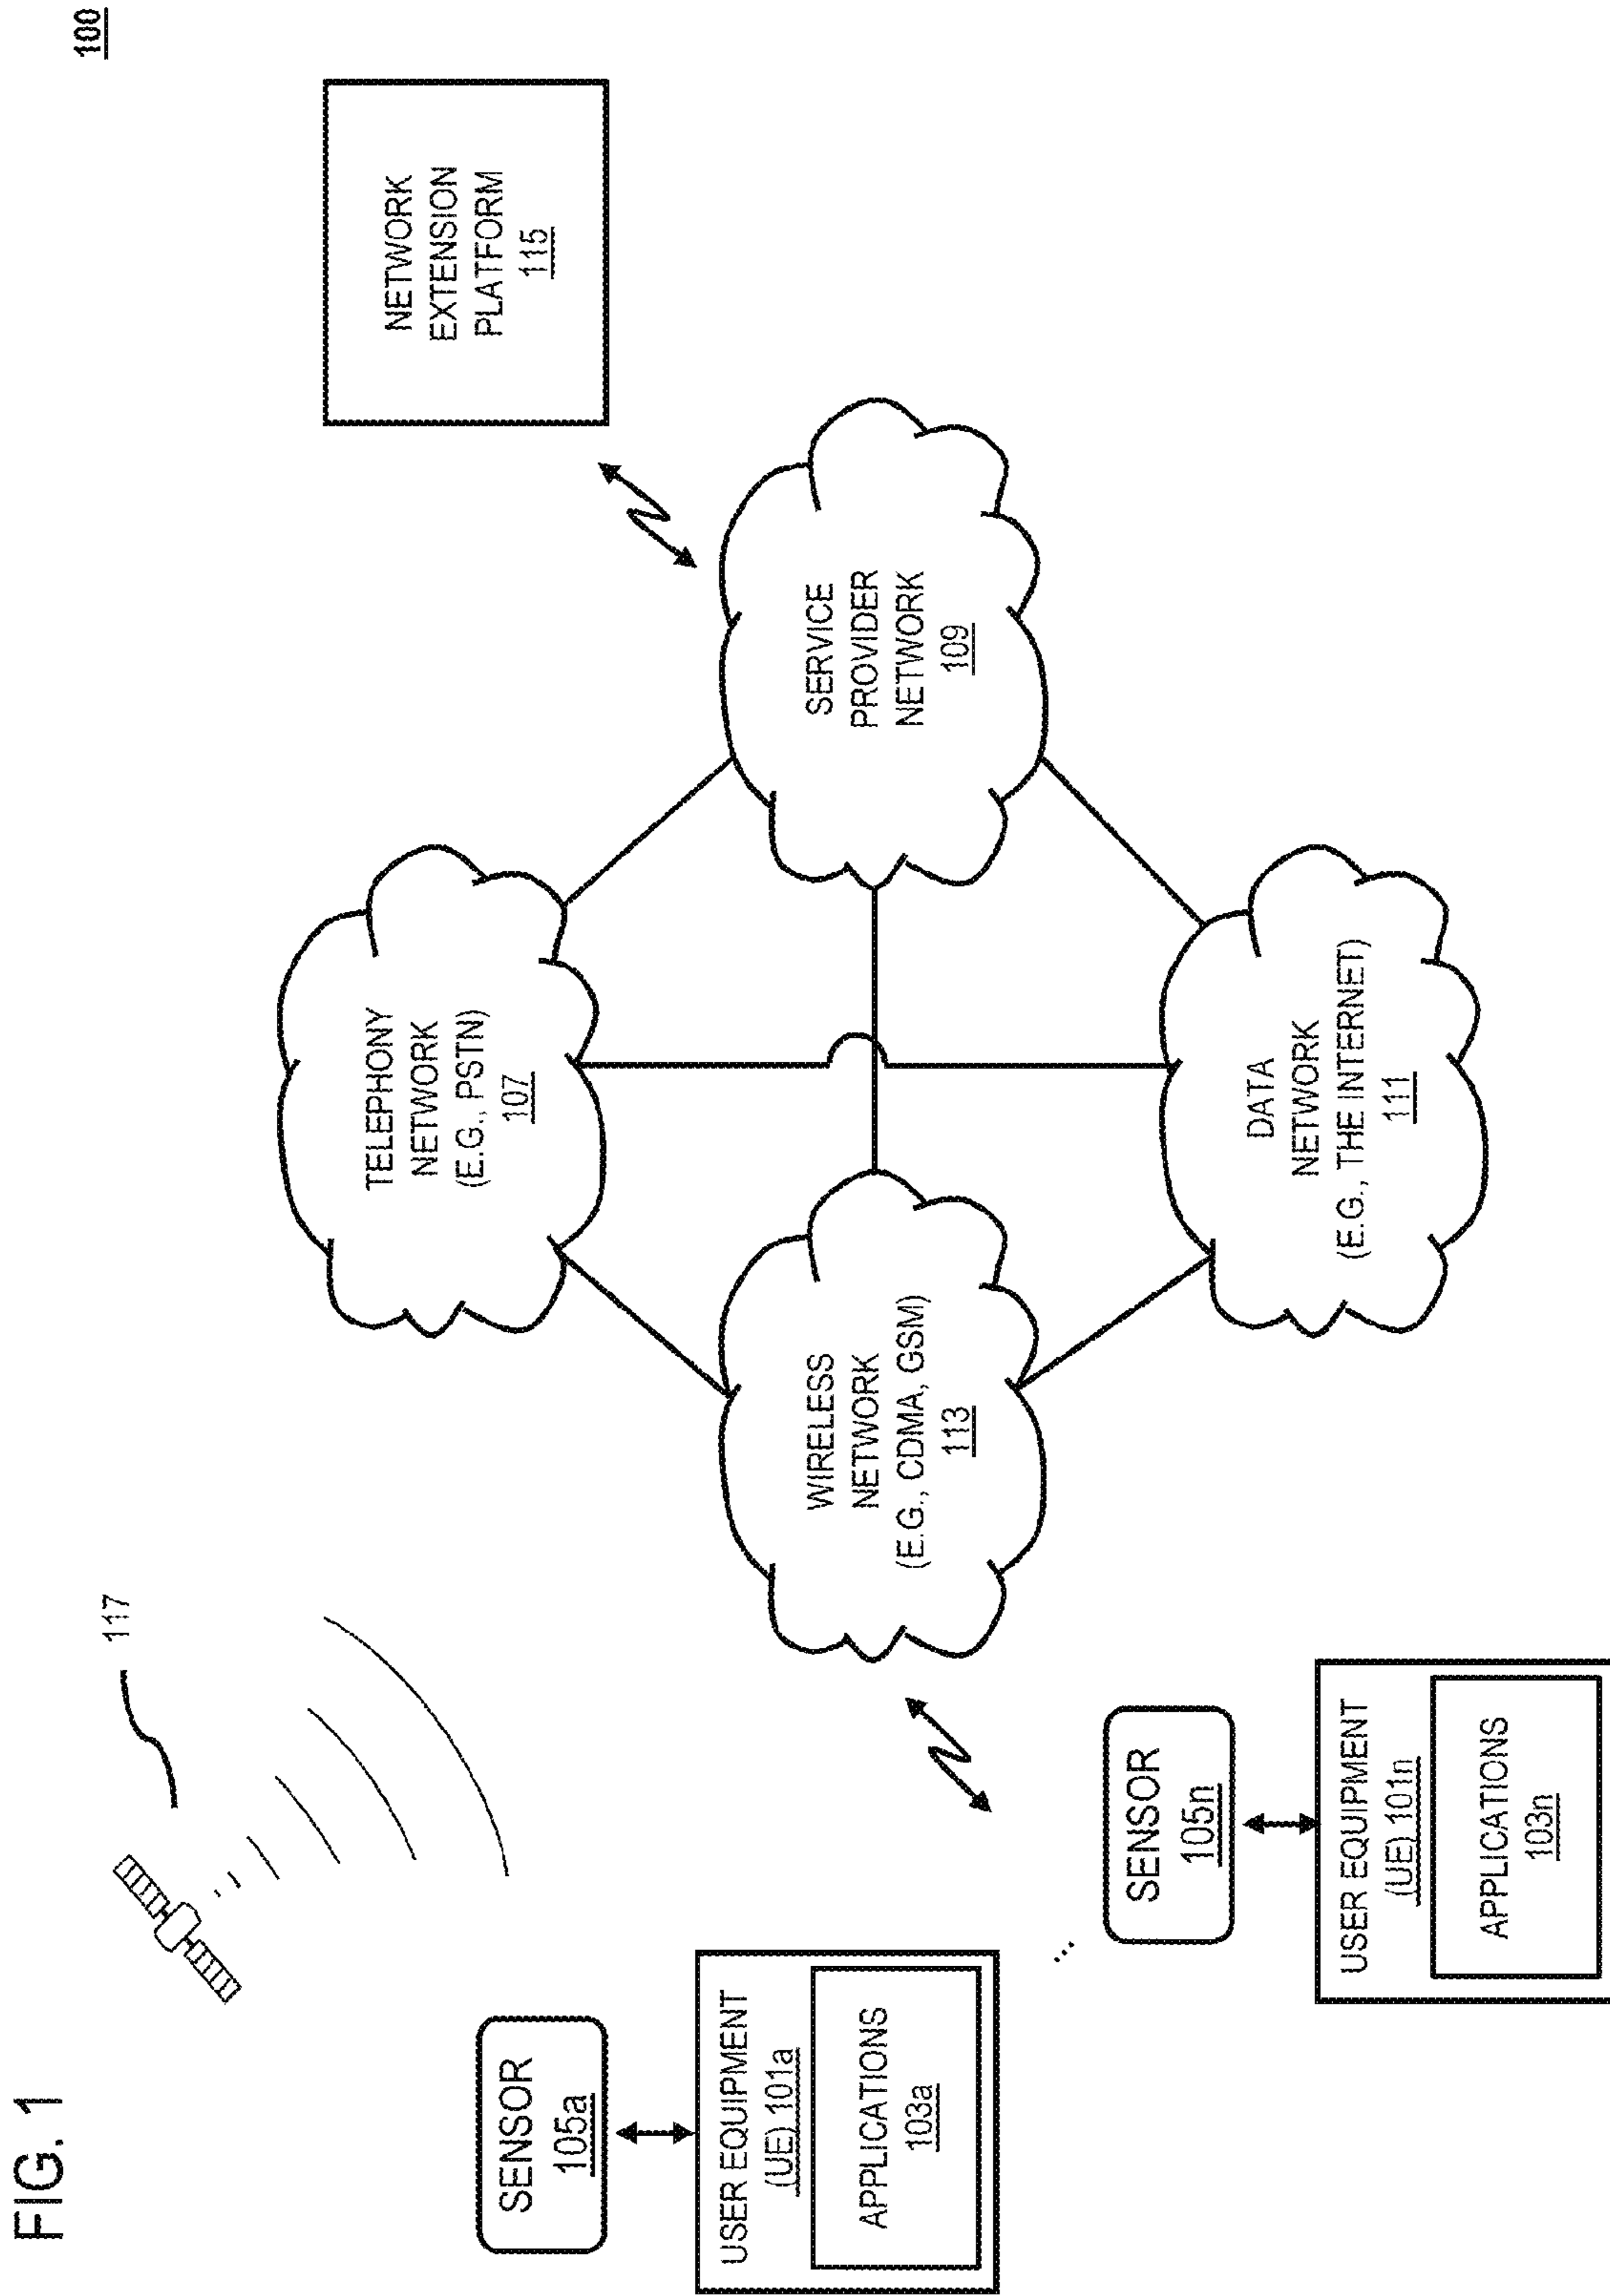 FIG. 1
100
117
NETWORK
EXTENSION
PLATFORM
115
TELEPHONY
NETWORK
(E.G., PSTN)
107
SERVICE
PROVIDER
NETWORK
109
WIRELESS
NETWORK
(E.G., CDMA, GSM)
113
DATA
NETWORK
(E.G., THE INTERNET)
111
SENSOR
105a
USER EQUIPMENT
(UE) 101a
APPLICATIONS
103a
...
SENSOR
105n
USER EQUIPMENT
(UE) 101n
APPLICATIONS
103n